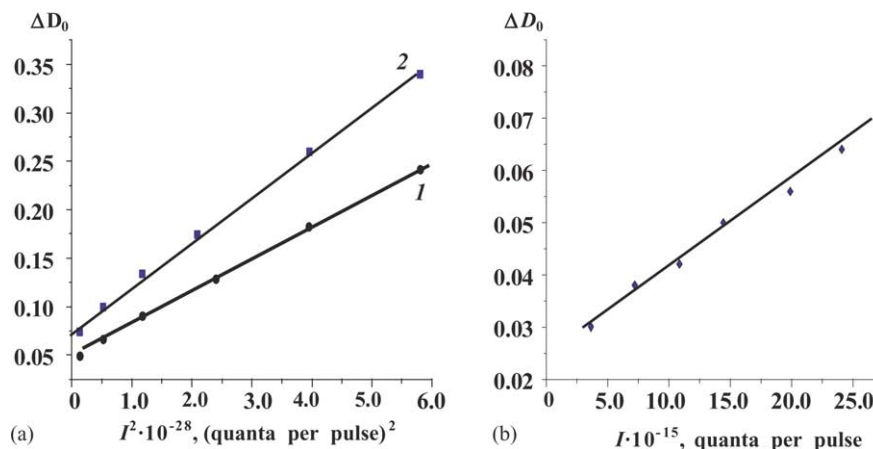 ΔD₀
0.35
0.30
0.25
0.20
0.15
0.10
0.05
0 1.0 2.0 3.0 4.0 5.0 6.0
2
1
(a) I²·10⁻²⁸, (quanta per pulse)²
ΔD₀
0.08
0.07
0.06
0.05
0.04
0.03
0.02
5.0 10.0 15.0 20.0 25.0
(b) I·10⁻¹⁵, quanta per pulse